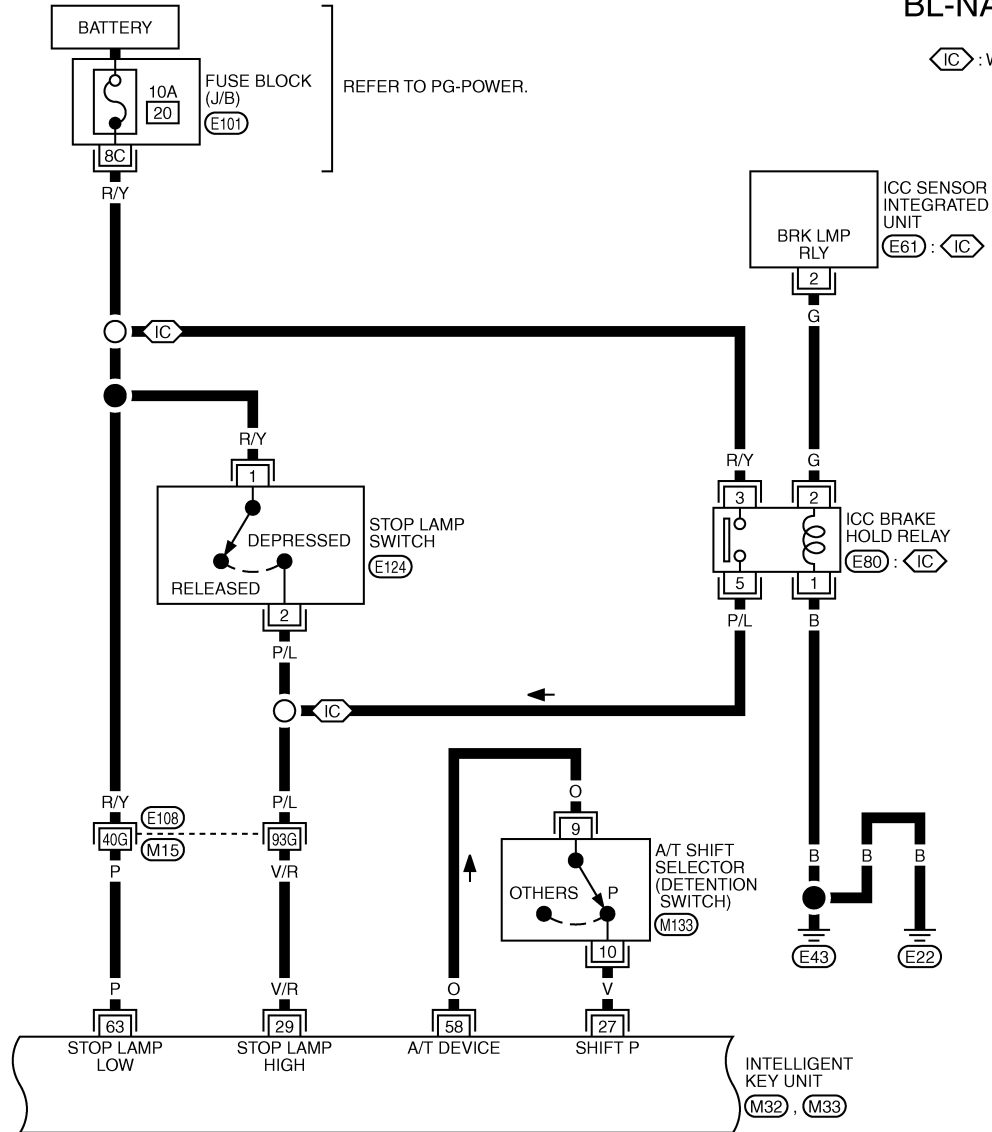 BL-NA
IC : W
BATTERY
10A
20
FUSE BLOCK
(J/B)
E101
REFER TO PG-POWER.
8C
R/Y
BRK LMP
RLY
ICC SENSOR
INTEGRATED
UNIT
E61 : IC
2
G
IC
R/Y
1
R/Y
G
3
2
DEPRESSED
RELEASED
STOP LAMP
SWITCH
E124
ICC BRAKE
HOLD RELAY
E80 : IC
5
1
2
P/L
P/L
B
IC
R/Y
P/L
O
E108
40G
93G
M15
P
V/R
9
OTHERS P
A/T SHIFT
SELECTOR
(DETENTION
SWITCH)
M133
B
B
B
10
E43
E22
P
V/R
O
V
63
29
58
27
STOP LAMP
LOW
STOP LAMP
HIGH
A/T DEVICE
SHIFT P
INTELLIGENT
KEY UNIT
M32 , M33